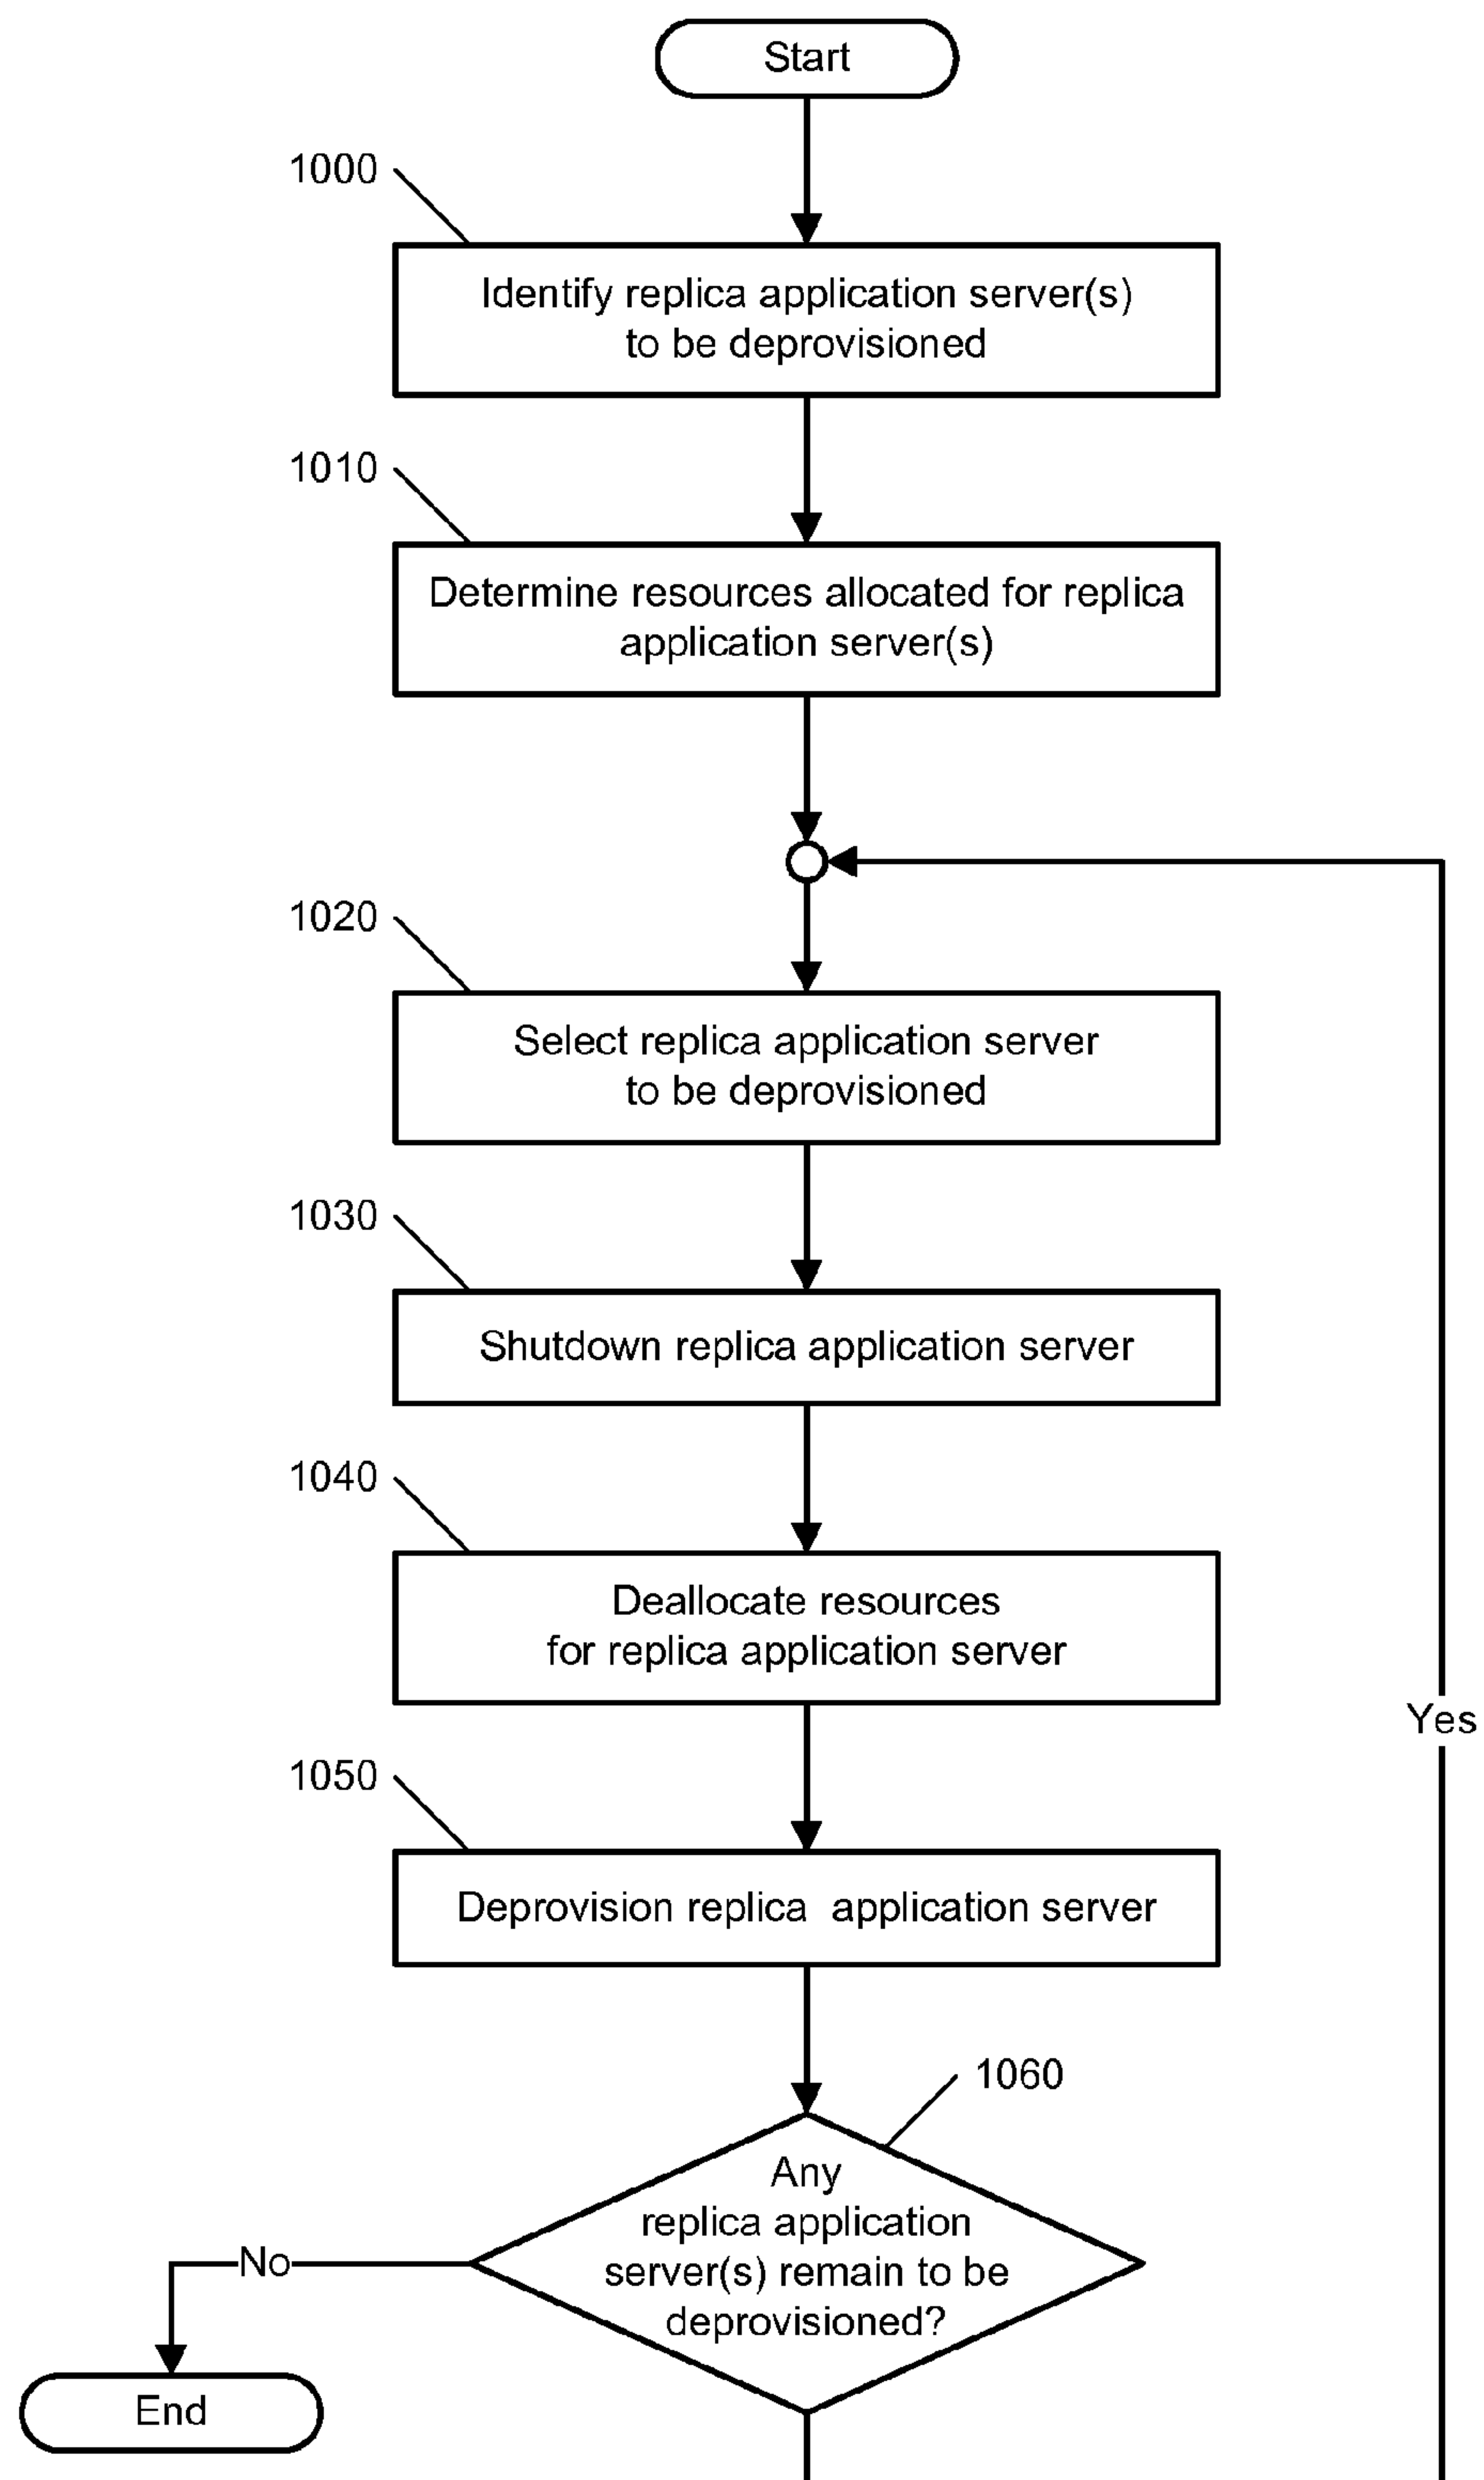 Start
1000
Identify replica application server(s)
to be deprovisioned
1010
Determine resources allocated for replica
application server(s)
1020
Select replica application server
to be deprovisioned
1030
Shutdown replica application server
1040
Deallocate resources
for replica application server
Yes
1050
Deprovision replica application server
1060
Any
replica application
server(s) remain to be
deprovisioned?
No
End